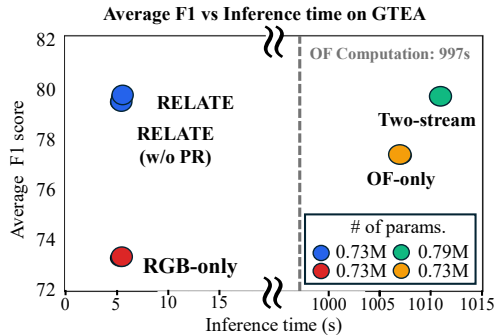 Average F1 vs Inference time on GTEA
82
80
78
76
74
72
Average F1 score
OF Computation: 997s
RELATE
RELATE
(w/o PR)
Two-stream
OF-only
RGB-only
# of params.
0.73M 0.79M
0.73M 0.73M
0 5 10 15 1000 1005 1010 1015
Inference time (s)